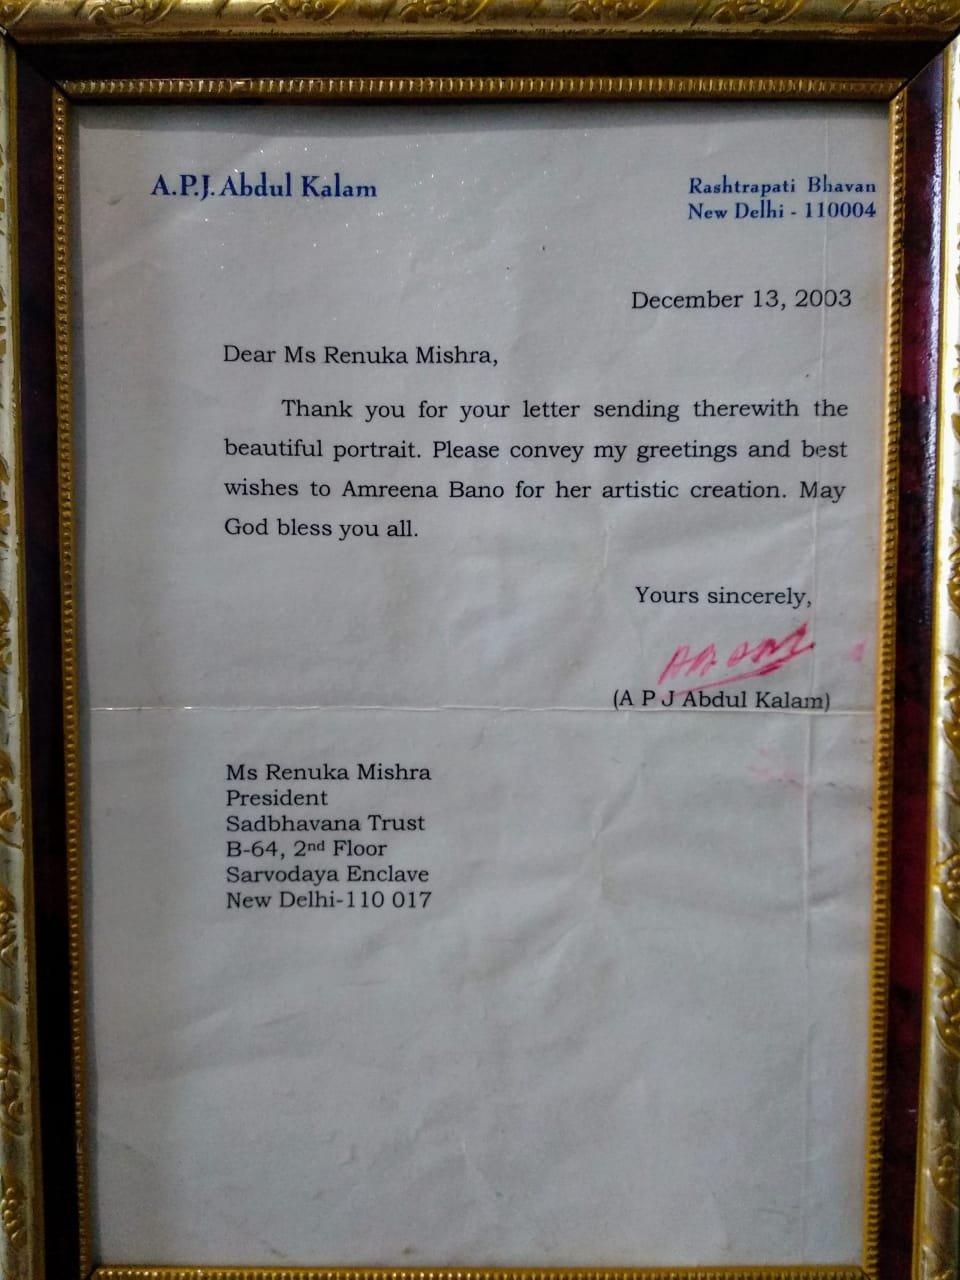 A.P.J. Abdul Kalam
Rashtrapati Bhavan
New Delhi - 110004
December 13, 2003
Dear Ms Renuka Mishra,
Thank you for your letter sending therewith the
beautiful portrait. Please convey my greetings and best
wishes to Amreena Bano for her artistic creation. May
God bless you all.
Yours sincerely,
(A P J Abdul Kalam)
Ms Renuka Mishra
President
Sadbhavana Trust
B-64, 2nd Floor
Sarvodaya Enclave
New Delhi-110 017